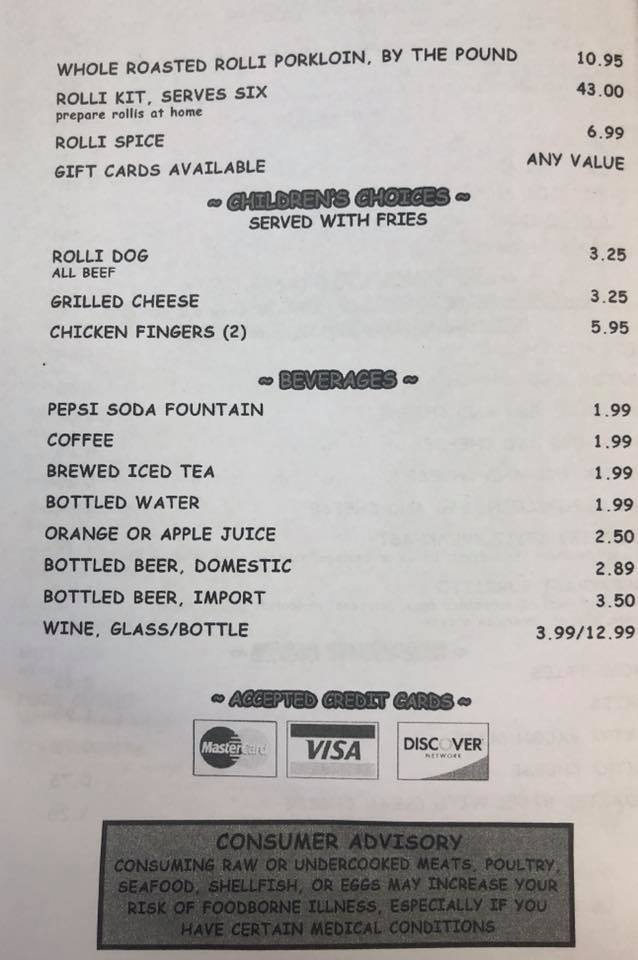 WHOLE ROASTED ROLLI PORKLOIN, BY THE POUND 10.95
ROLLI KIT, SERVES SIX 43.00
prepare rollis at home
ROLLI SPICE 6.99
GIFT CARDS AVAILABLE ANY VALUE
~ CHILDREN'S CHOICES ~
SERVED WITH FRIES
ROLLI DOG 3.25
ALL BEEF
GRILLED CHEESE 3.25
CHICKEN FINGERS (2) 5.95
~ BEVERAGES ~
PEPSI SODA FOUNTAIN 1.99
COFFEE 1.99
BREWED ICED TEA 1.99
BOTTLED WATER 1.99
ORANGE OR APPLE JUICE 2.50
BOTTLED BEER, DOMESTIC 2.89
BOTTLED BEER, IMPORT 3.50
WINE, GLASS/BOTTLE 3.99/12.99
~ ACCEPTED CREDIT CARDS ~
MasterCard VISA DISCOVER
NETWORK
CONSUMER ADVISORY
CONSUMING RAW OR UNDERCOOKED MEATS, POULTRY,
SEAFOOD, SHELLFISH, OR EGGS MAY INCREASE YOUR
RISK OF FOODBORNE ILLNESS, ESPECIALLY IF YOU
HAVE CERTAIN MEDICAL CONDITIONS